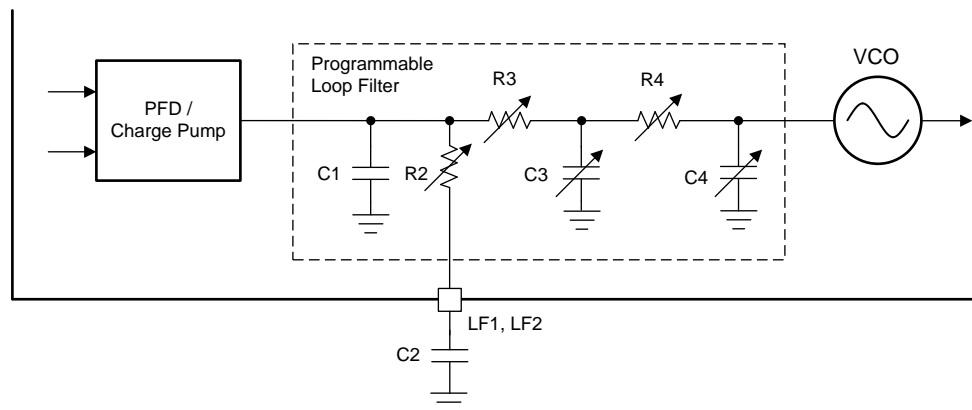 Programmable
Loop Filter
VCO
R3
R4
PFD /
Charge Pump
C1
R2
C3
C4
LF1, LF2
C2